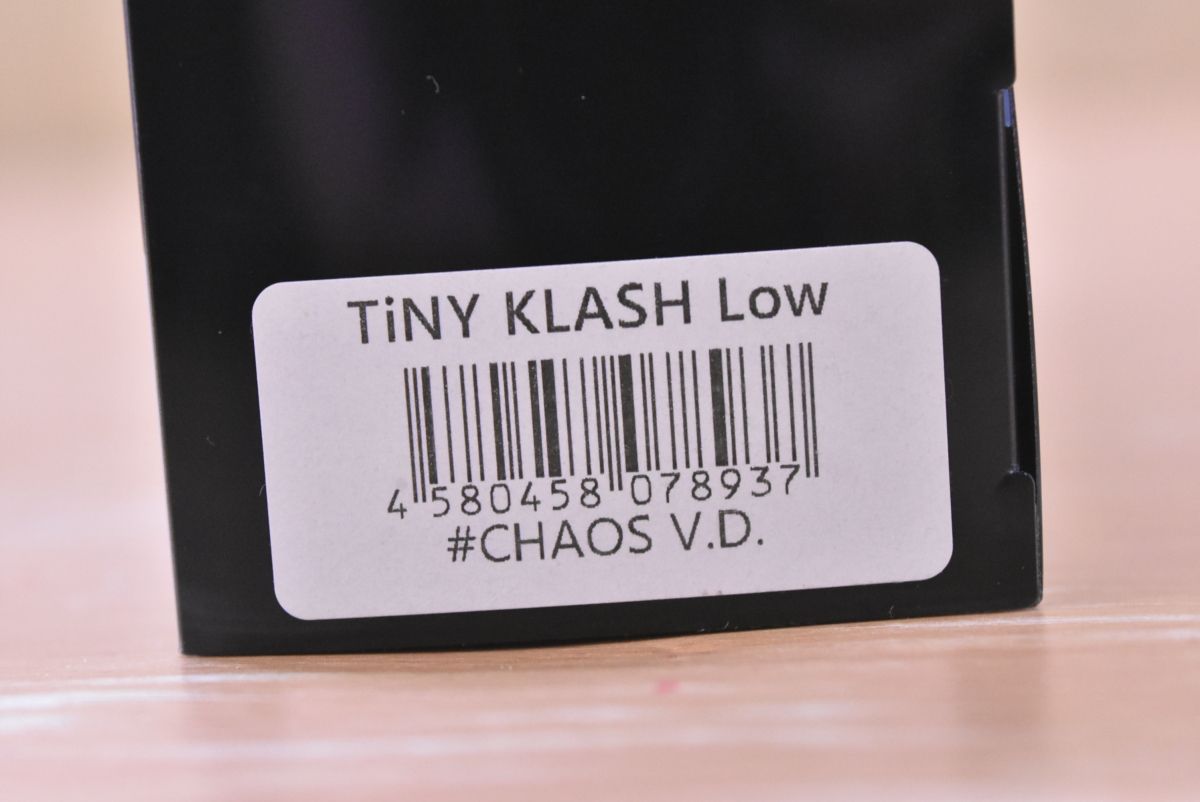 TiNY KLASH Low
4 580458 078937
#CHAOS V.D.